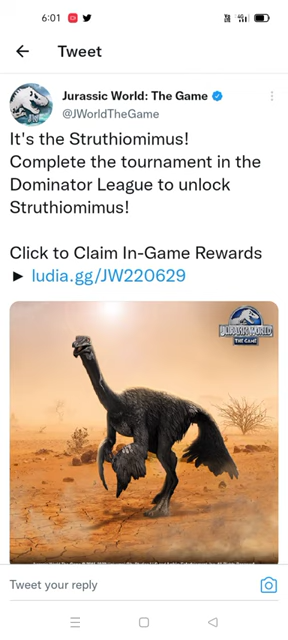 6:01
Tweet
Jurassic World: The Game
@JWorldTheGame
It's the Struthiomimus!
Complete the tournament in the
Dominator League to unlock
Struthiomimus!
Click to Claim In-Game Rewards
► ludia.gg/JW220629
JURASSIC WORLD
THE GAME
Tweet your reply